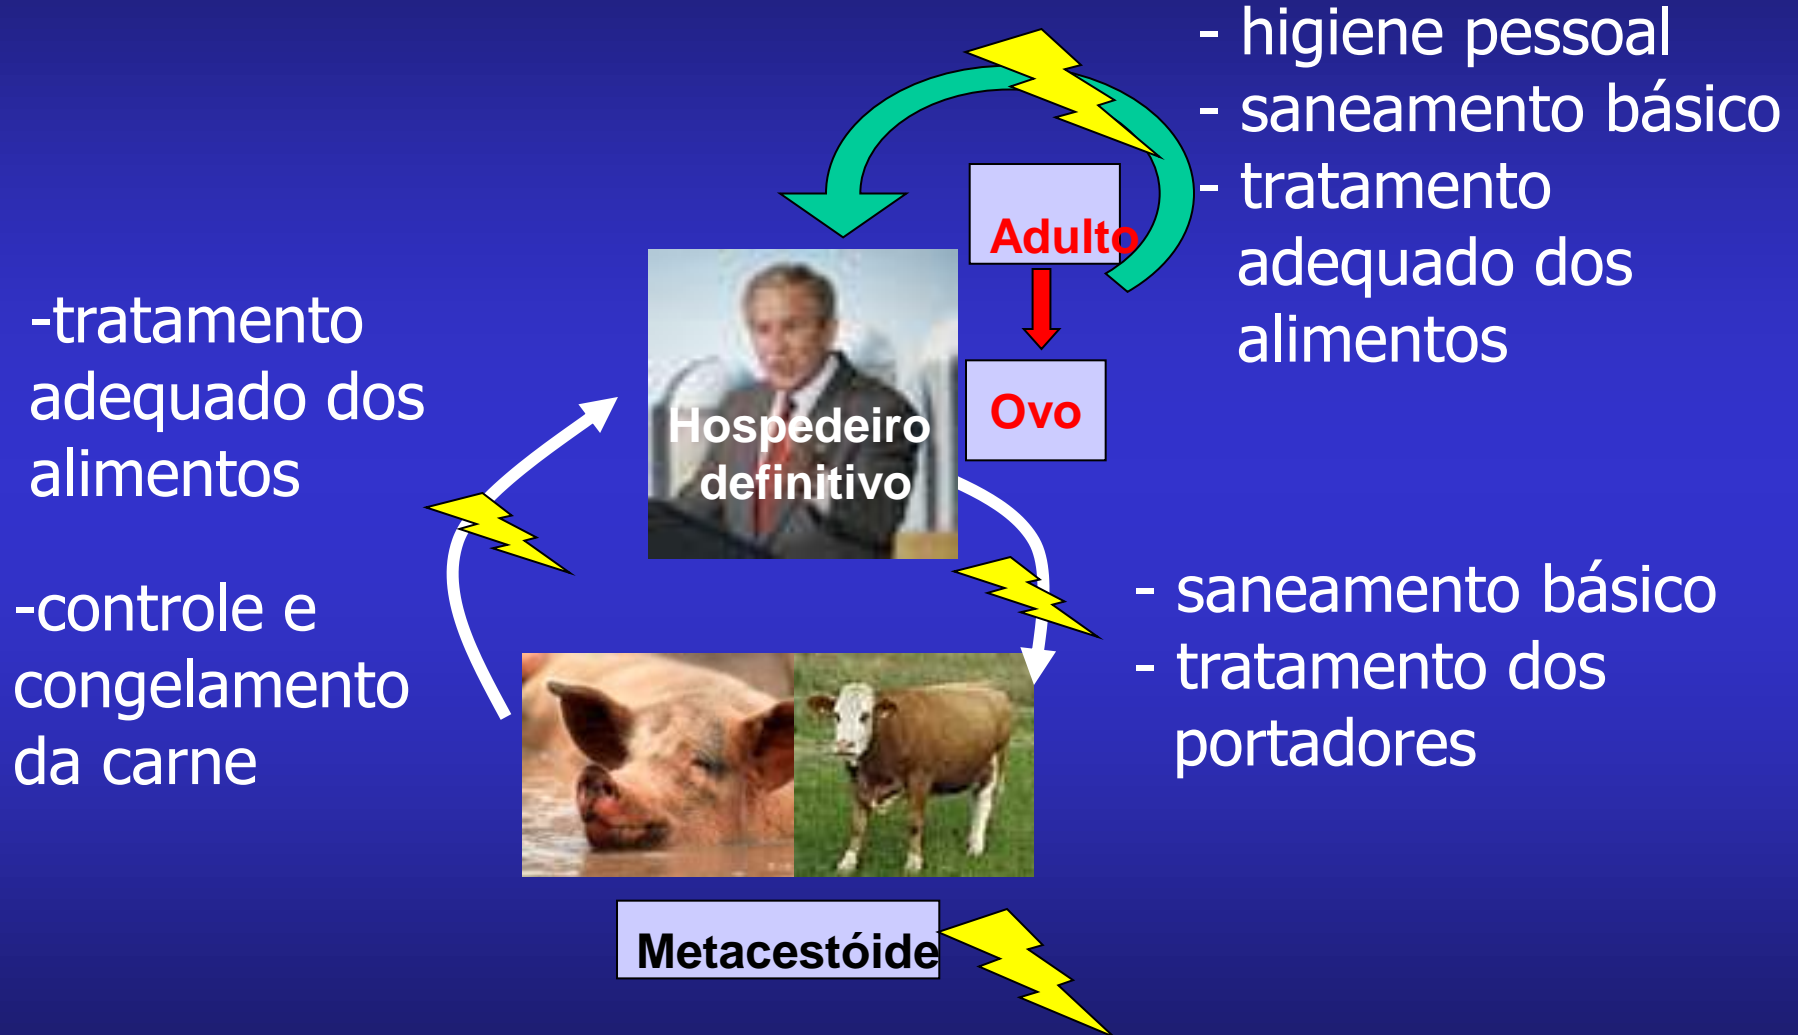 - higiene pessoal
- saneamento básico
- tratamento
adequado dos
alimentos
Adulto
Ovo
-tratamento
adequado dos
alimentos
Hospedeiro
definitivo
-controle e
congelamento
da carne
- saneamento básico
- tratamento dos
portadores
Metacestóide